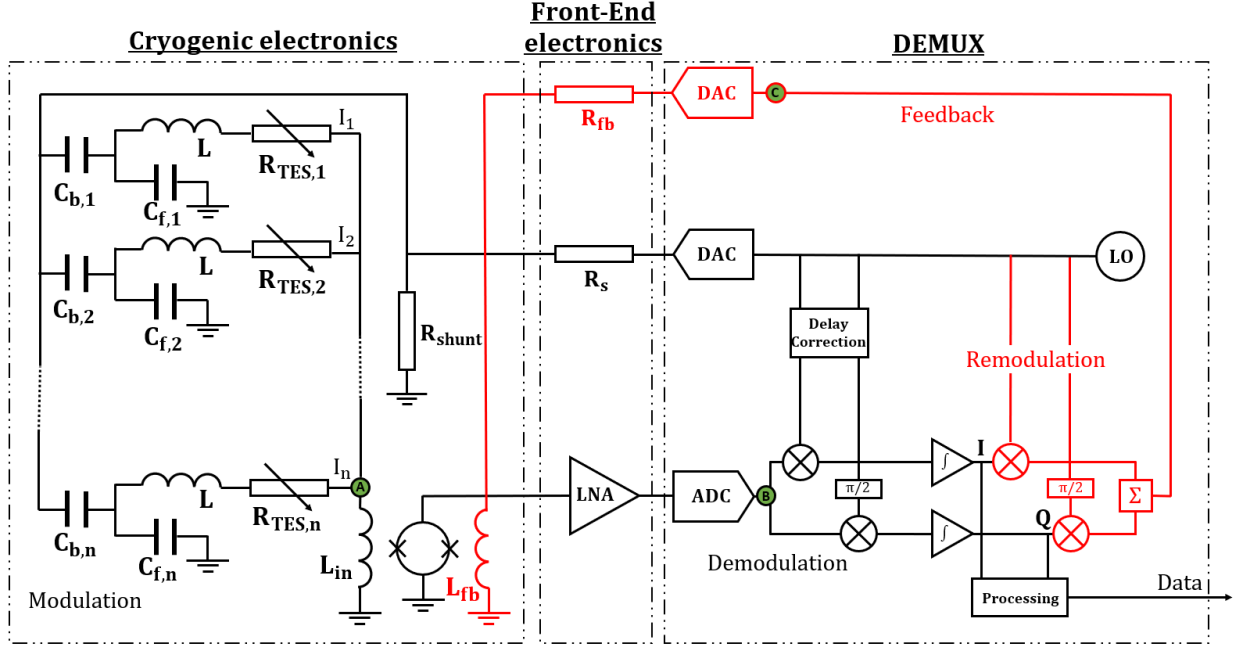 Cryogenic electronics
Front-End
electronics
DEMUX
DAC
C
R_fb
Feedback
I_1
L
R_TES,1
C_b,1
C_f,1
I_2
L
R_TES,2
C_b,2
C_f,2
R_s
DAC
LO
R_shunt
Delay
Correction
Remodulation
I_n
A
L
R_TES,n
C_b,n
C_f,n
L_in
L_fb
LNA
ADC
B
∫
I
π/2
π/2
Σ
∫
Q
Demodulation
Modulation
Processing
Data